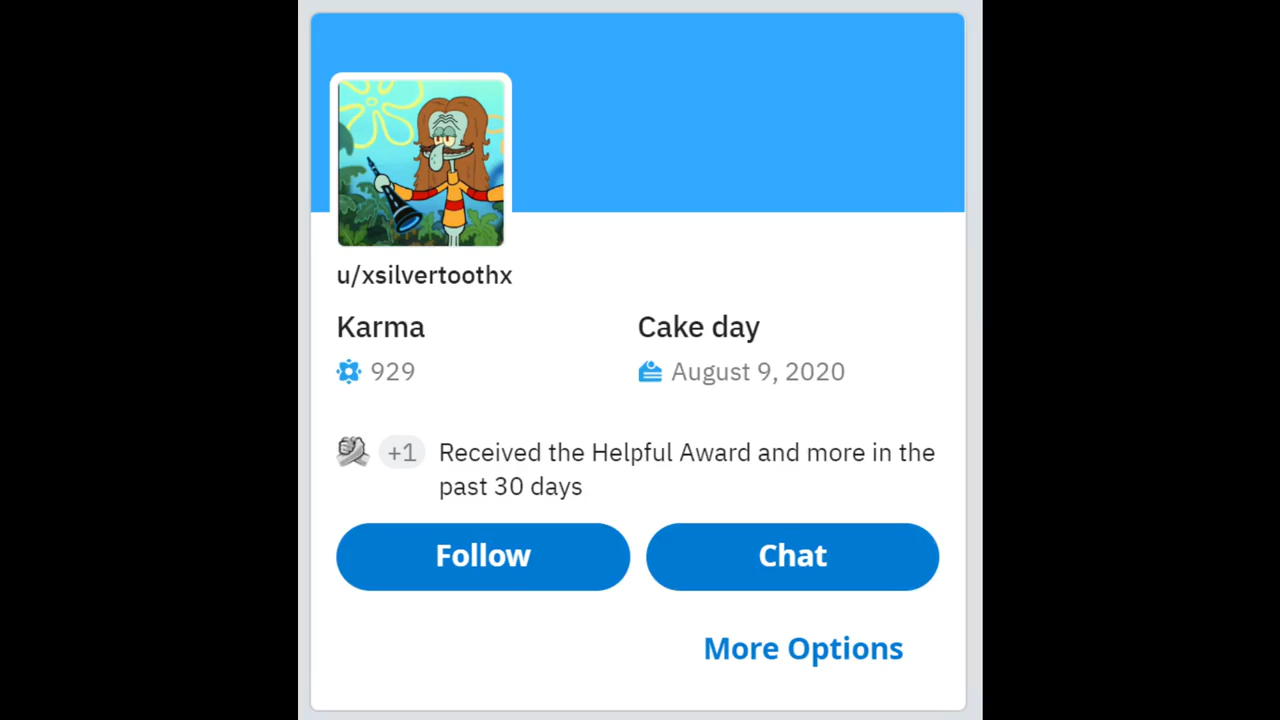 u/xsilvertoothx
Karma
Cake day
929
August 9, 2020
+1
Received the Helpful Award and more in the
past 30 days
Follow
Chat
More Options